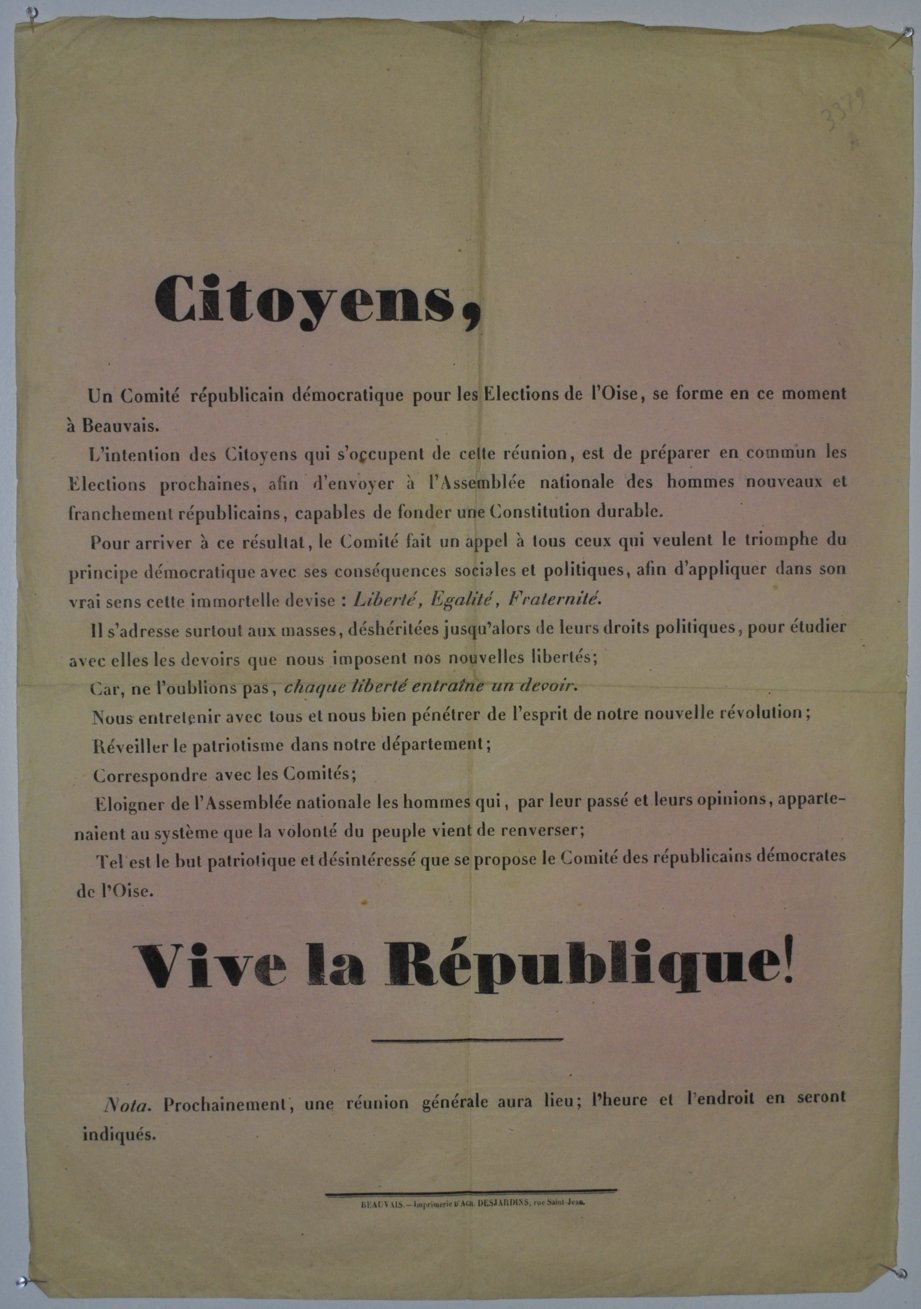 3379
Citoyens,
Un Comité républicain démocratique pour les Elections de l'Oise, se forme en ce moment
à Beauvais.
L'intention des Citoyens qui s'occupent de cette réunion, est de préparer en commun les
Elections prochaines, afin d'envoyer à l'Assemblée nationale des hommes nouveaux et
franchement républicains, capables de fonder une Constitution durable.
Pour arriver à ce résultat, le Comité fait un appel à tous ceux qui veulent le triomphe du
principe démocratique avec ses conséquences sociales et politiques, afin d'appliquer dans son
vrai sens cette immortelle devise : Liberté, Egalité, Fraternité.
Il s'adresse surtout aux masses, déshéritées jusqu'alors de leurs droits politiques, pour étudier
avec elles les devoirs que nous imposent nos nouvelles libertés;
Car, ne l'oublions pas, chaque liberté entraîne un devoir.
Nous entretenir avec tous et nous bien pénétrer de l'esprit de notre nouvelle révolution;
Réveiller le patriotisme dans notre département;
Correspondre avec les Comités;
Eloigner de l'Assemblée nationale les hommes qui, par leur passé et leurs opinions, apparte-
naient au système que la volonté du peuple vient de renverser;
Tel est le but patriotique et désintéressé que se propose le Comité des républicains démocrates
de l'Oise.
Vive la République!
Nota. Prochainement, une réunion générale aura lieu; l'heure et l'endroit en seront
indiqués.
BEAUVAIS.—Imprimerie D'ACH. DESJARDINS, rue Saint-Jean.